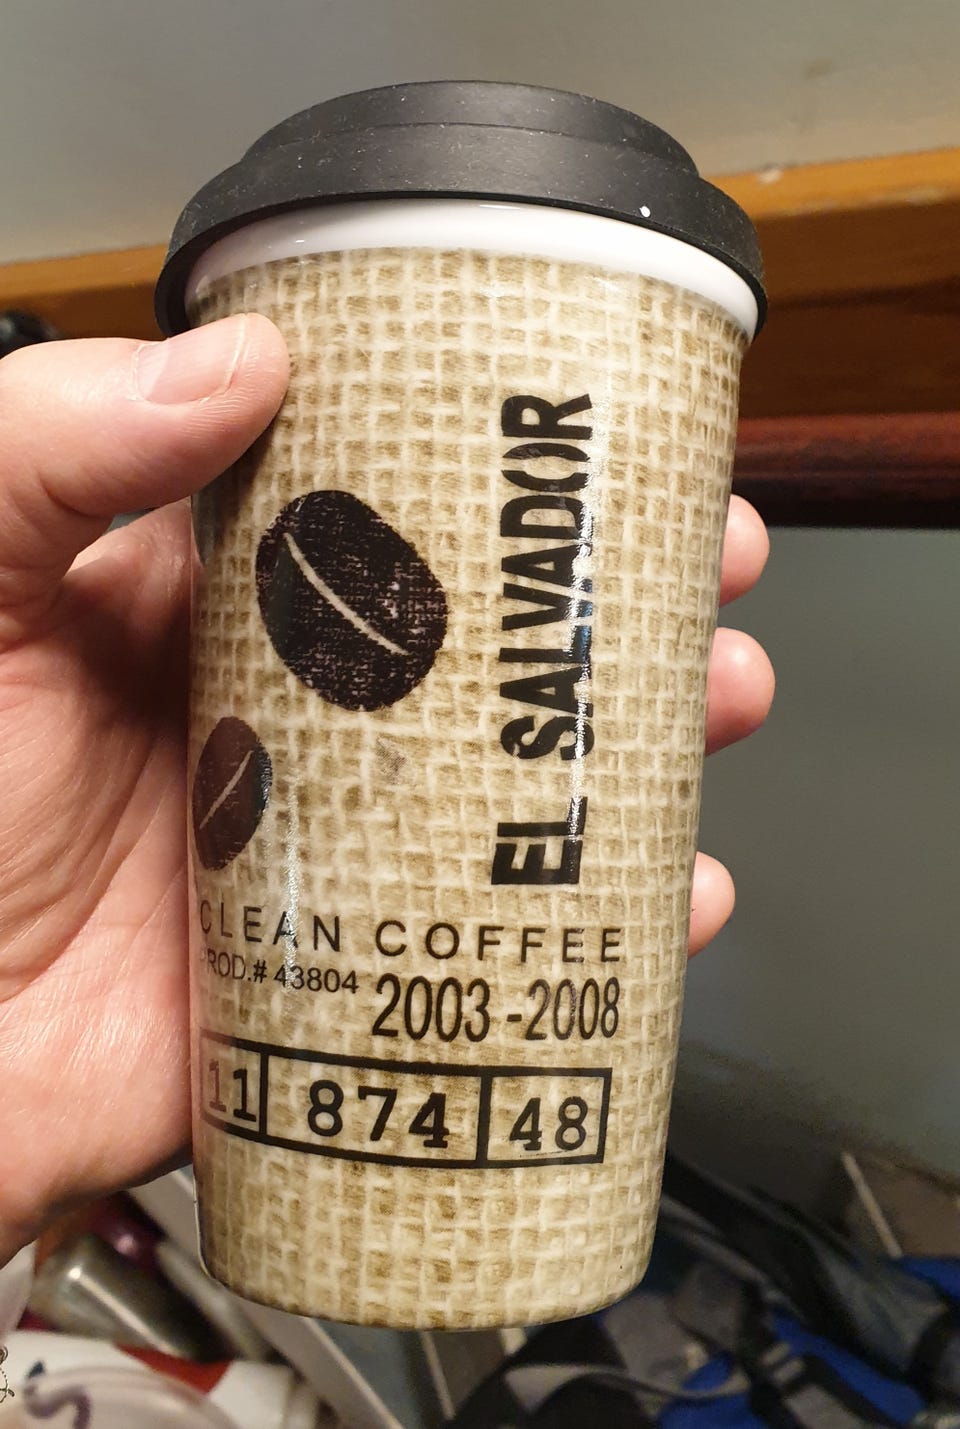 EL SALVADOR
CLEAN COFFEE
PROD.# 43804
2003 -2008
11 874 48